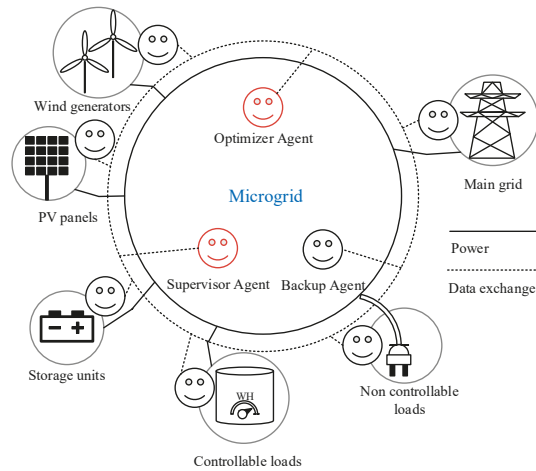 Wind generators
Optimizer Agent
Main grid
PV panels
Microgrid
Power
Supervisor Agent
Backup Agent
Data exchange
Storage units
WH
Non controllable
loads
Controllable loads